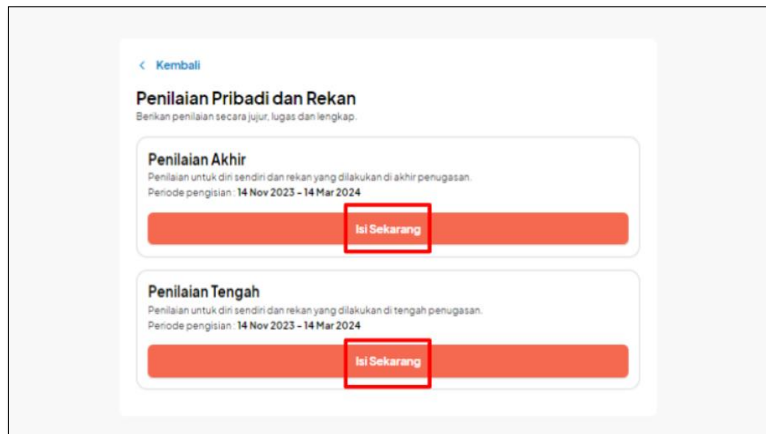 < Kembali
Penilaian Pribadi dan Rekan
Berikan penilaian secara jujur, lugas dan lengkap.
Penilaian Akhir
Penilaian untuk diri sendiri dan rekan yang dilakukan di akhir penugasan.
Periode pengisian : 14 Nov 2023 - 14 Mar 2024
Isi Sekarang
Penilaian Tengah
Penilaian untuk diri sendiri dan rekan yang dilakukan di tengah penugasan.
Periode pengisian : 14 Nov 2023 - 14 Mar 2024
Isi Sekarang